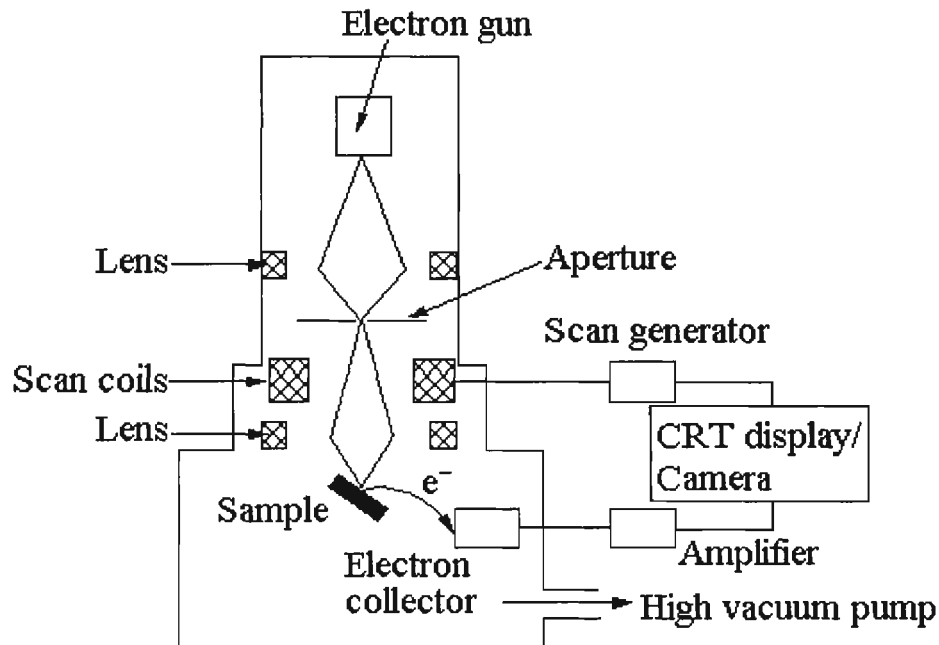 Electron gun
Lens
Aperture
Scan generator
Scan coils
Lens
CRT display/
Camera
e⁻
Sample
Amplifier
Electron
collector
High vacuum pump